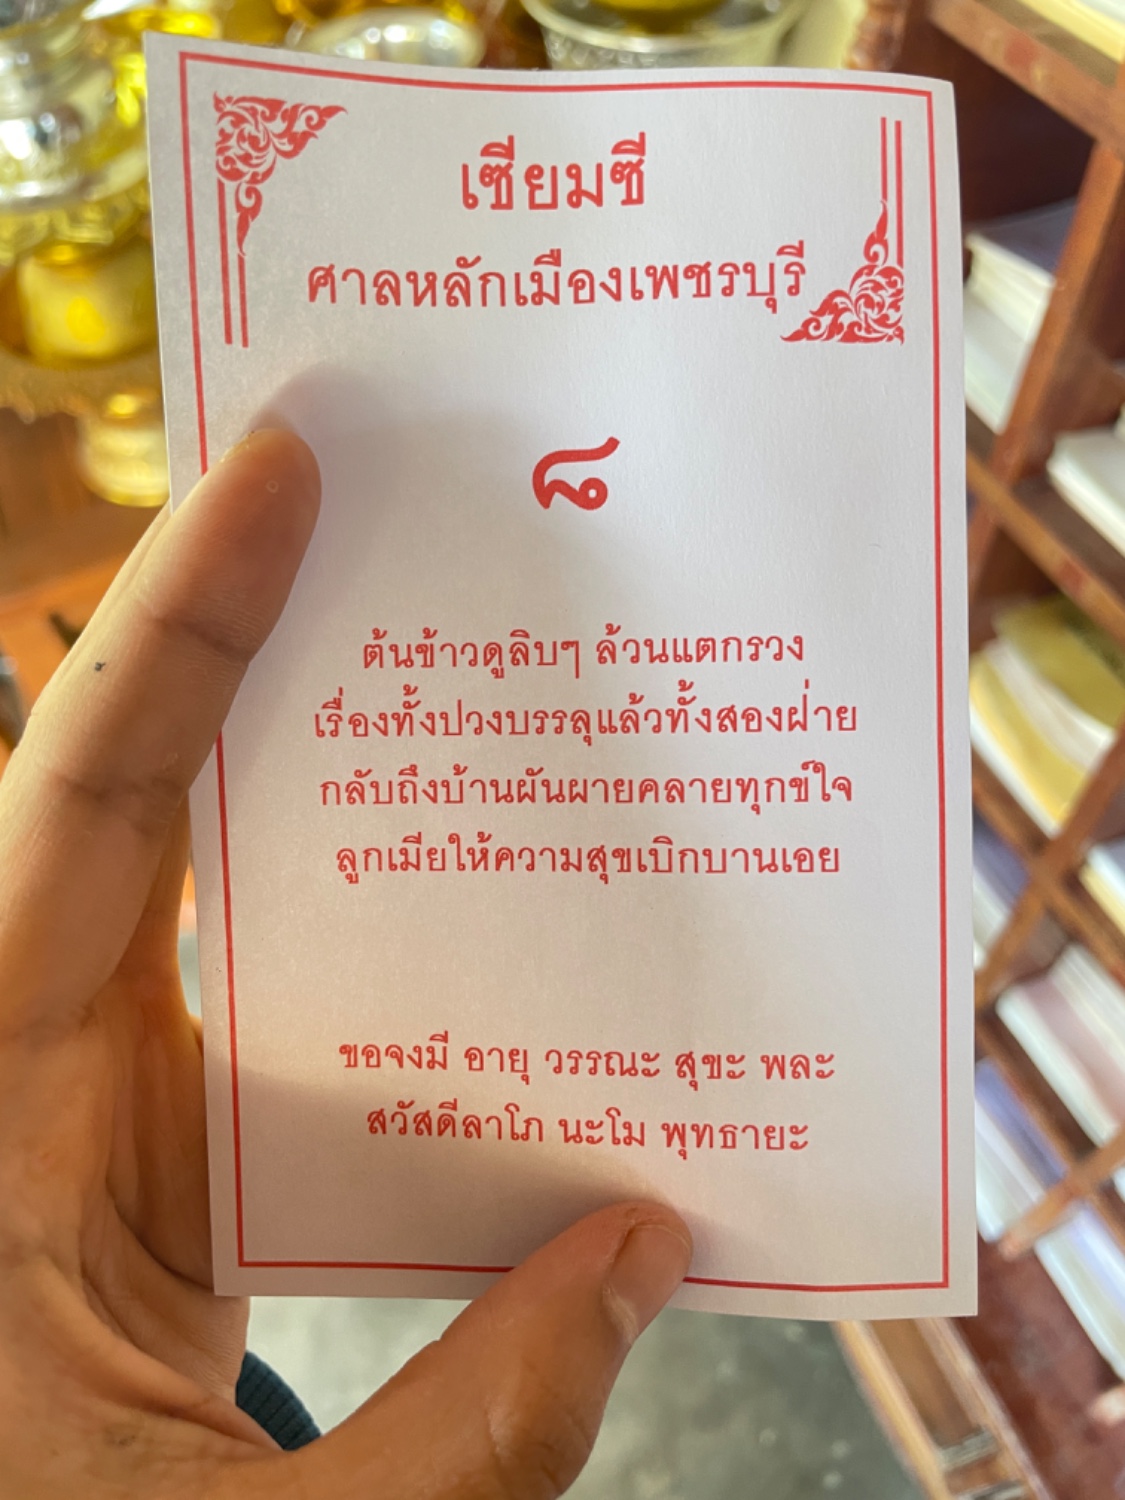 เซียมซี
ศาลหลักเมืองเพชรบุรี
๘
ต้นข้าวดูลิบๆ ล้วนแตกรวง
เรื่องทั้งปวงบรรลุแล้วทั้งสองฝ่าย
กลับถึงบ้านผันผายคลายทุกข์ใจ
ลูกเมียให้ความสุขเบิกบานเอย
ขอจงมี อายุ วรรณะ สุขะ พละ
สวัสดีลาโภ นะโม พุทธายะ